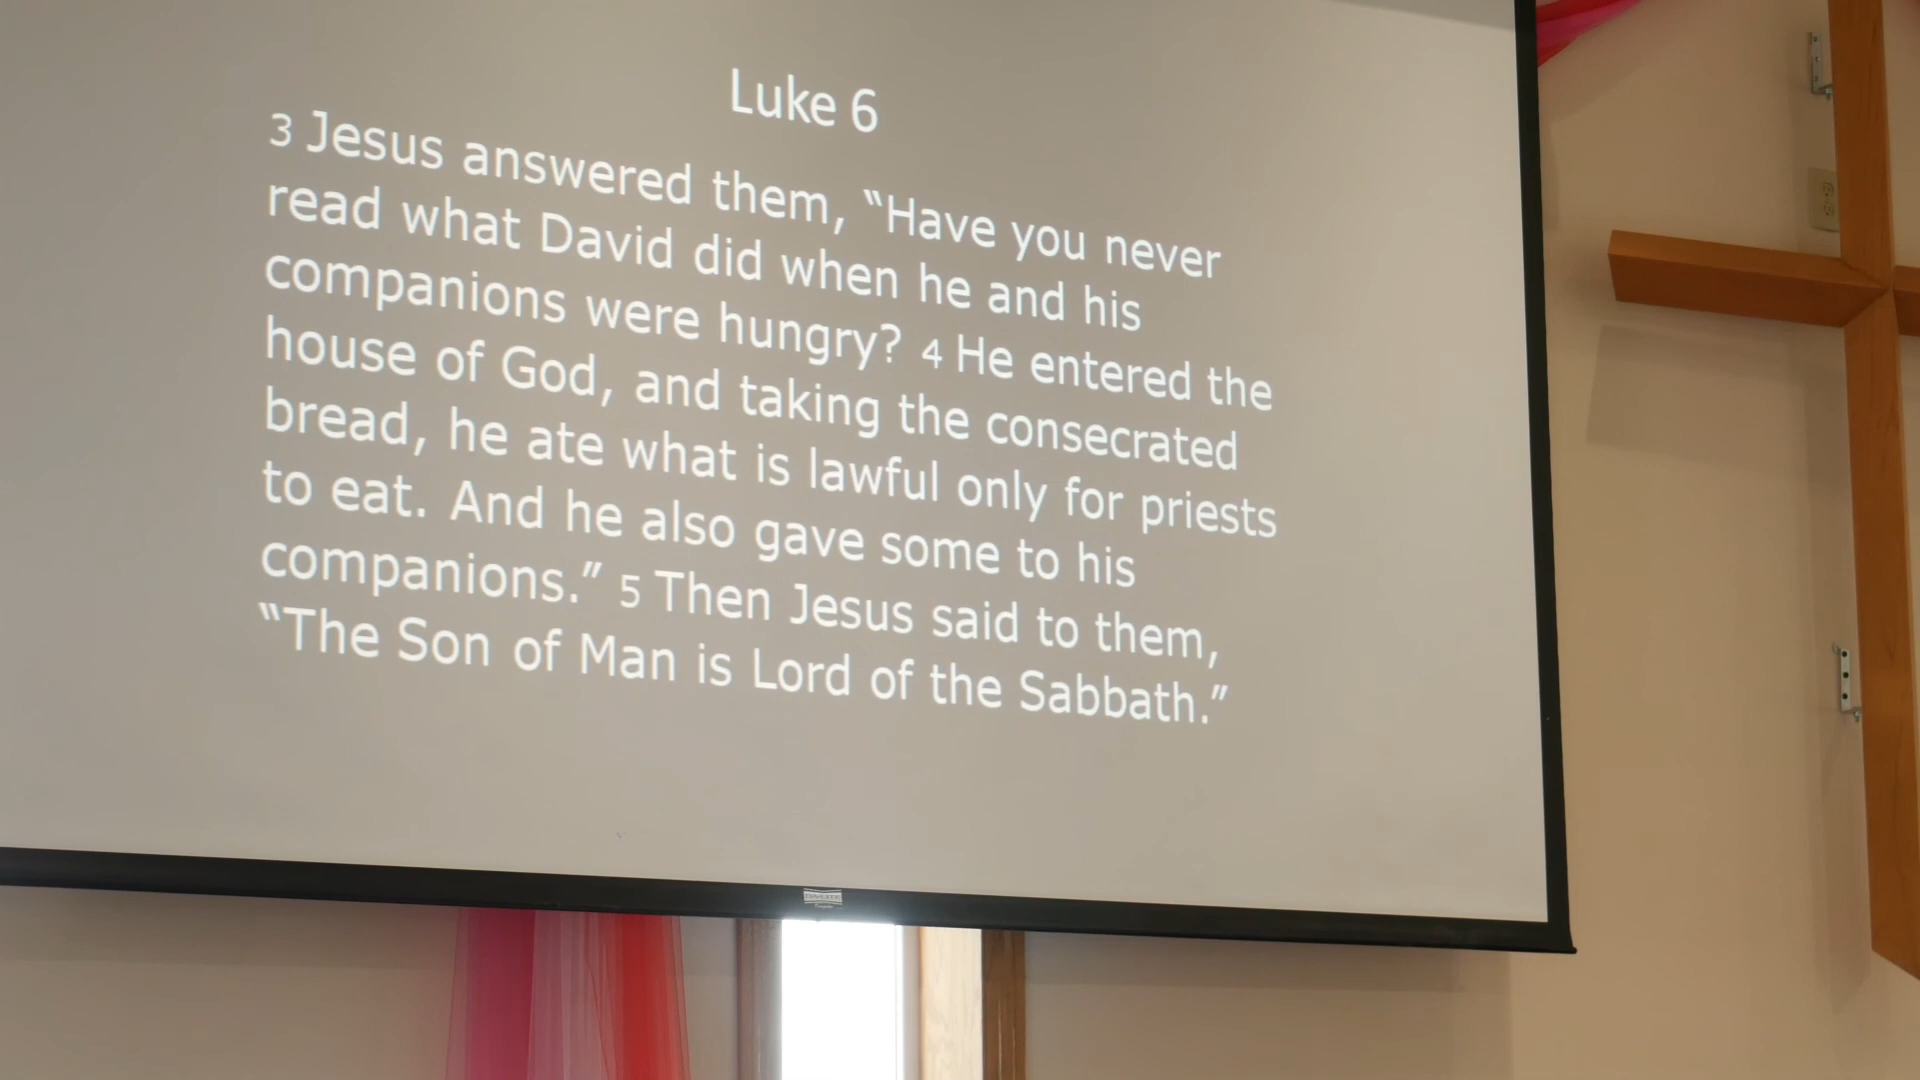 Luke 6
3 Jesus answered them, “Have you never
read what David did when he and his
companions were hungry? 4 He entered the
house of God, and taking the consecrated
bread, he ate what is lawful only for priests
to eat. And he also gave some to his
companions.” 5 Then Jesus said to them,
“The Son of Man is Lord of the Sabbath.”
DA-LITE